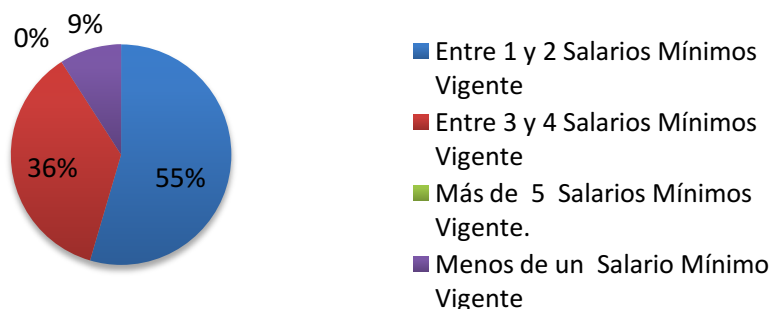 0%
9%
36%
55%
Entre 1 y 2 Salarios Mínimos
Vigente
Entre 3 y 4 Salarios Mínimos
Vigente
Más de  5  Salarios Mínimos
Vigente.
Menos de un  Salario Mínimo
Vigente